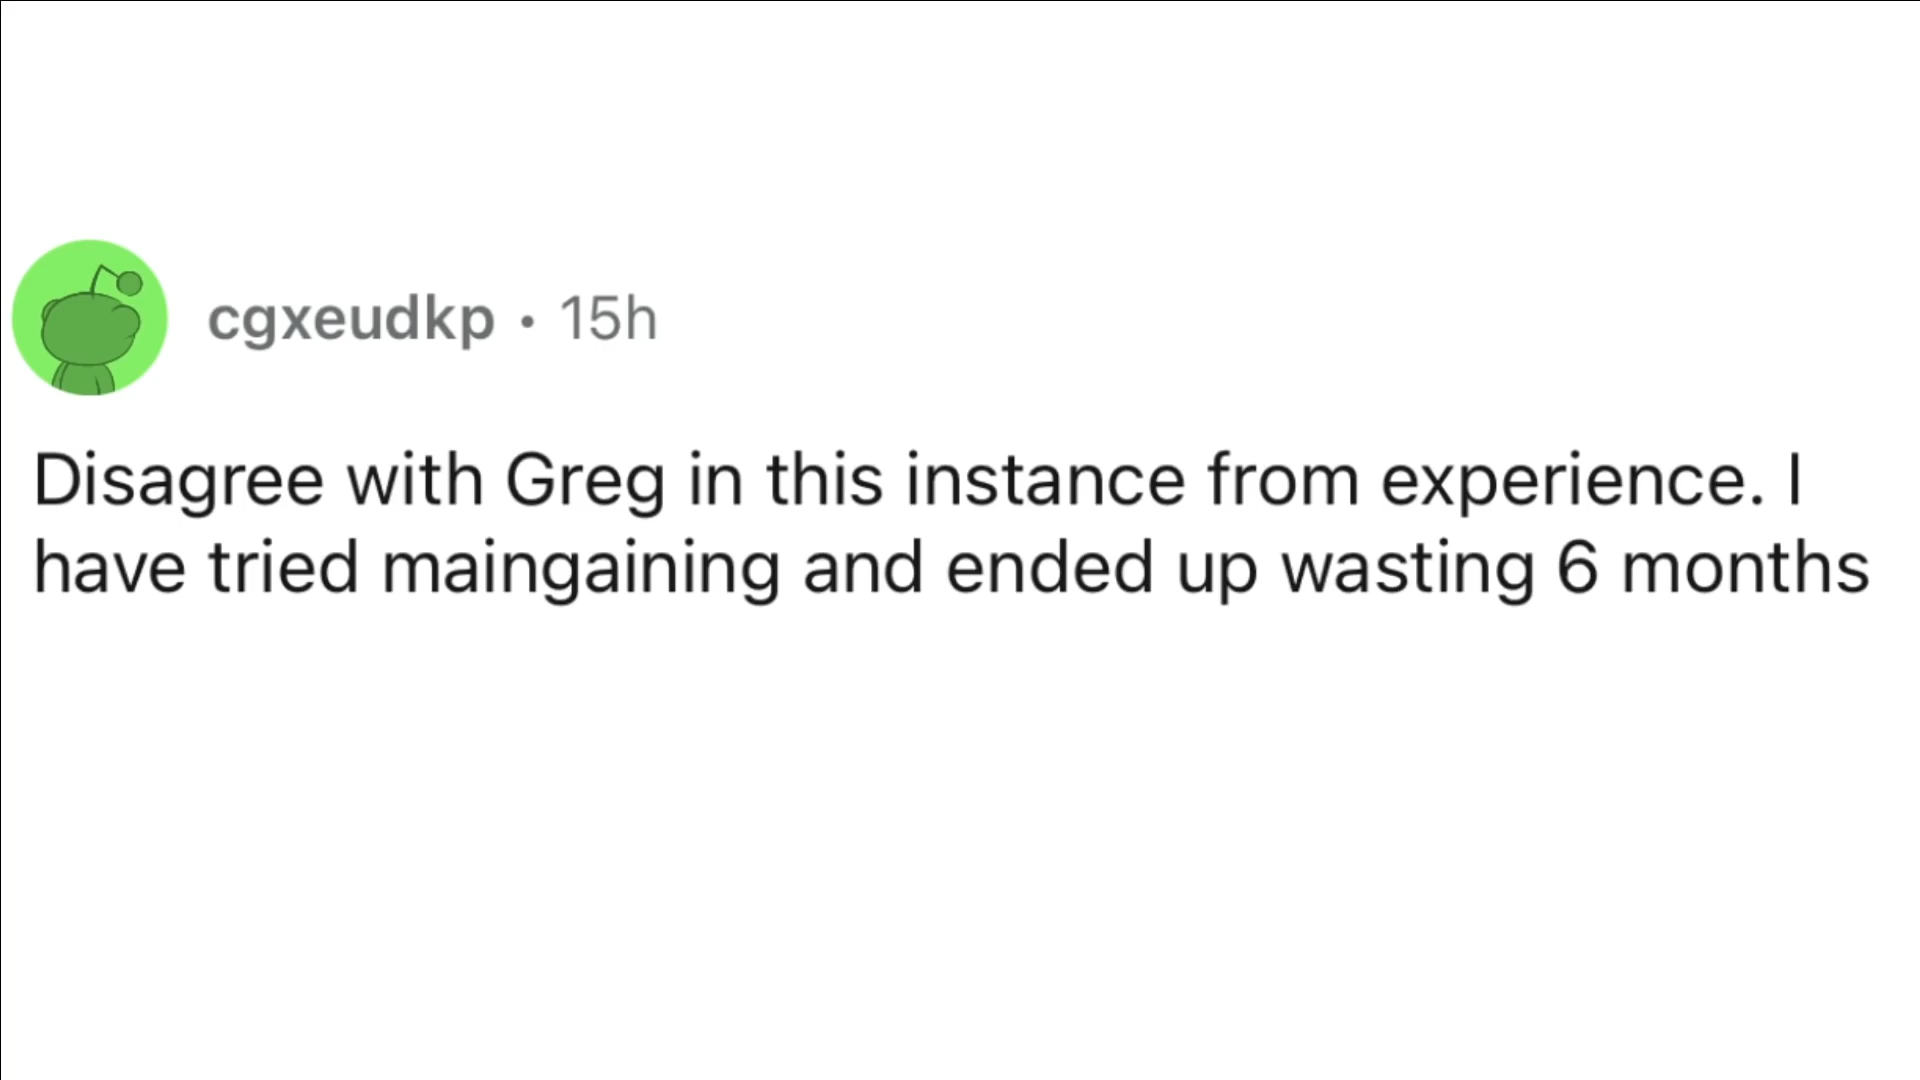 cgxeudkp • 15h
Disagree with Greg in this instance from experience. I
have tried maingaining and ended up wasting 6 months